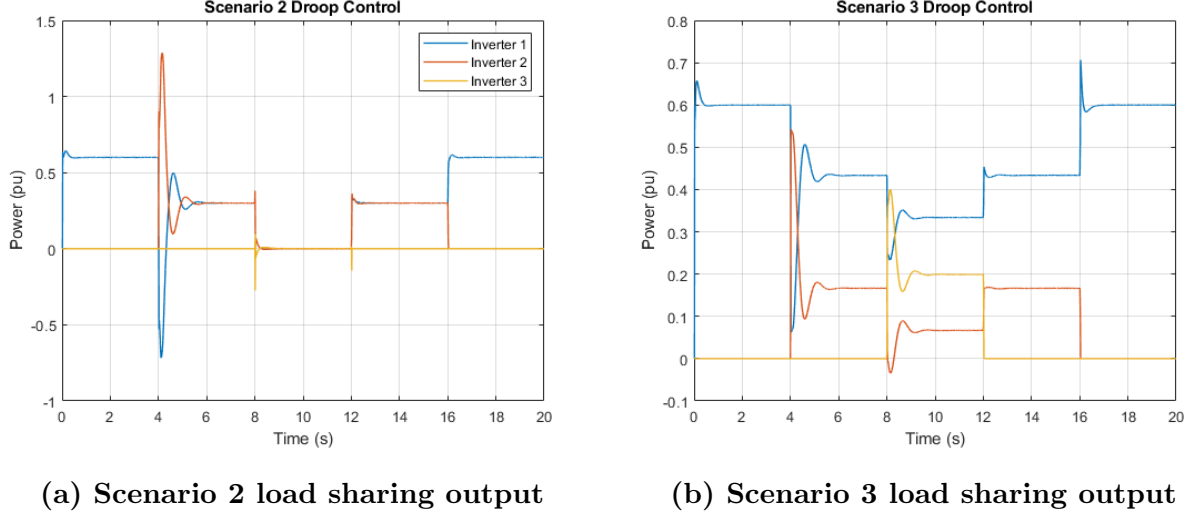 Scenario 2 Droop Control
Power (pu)
1.5
1
0.5
0
-0.5
-1
Inverter 1
Inverter 2
Inverter 3
0 2 4 6 8 10 12 14 16 18 20
Time (s)
(a) Scenario 2 load sharing output
Scenario 3 Droop Control
Power (pu)
0.8
0.7
0.6
0.5
0.4
0.3
0.2
0.1
0
-0.1
0 2 4 6 8 10 12 14 16 18 20
Time (s)
(b) Scenario 3 load sharing output